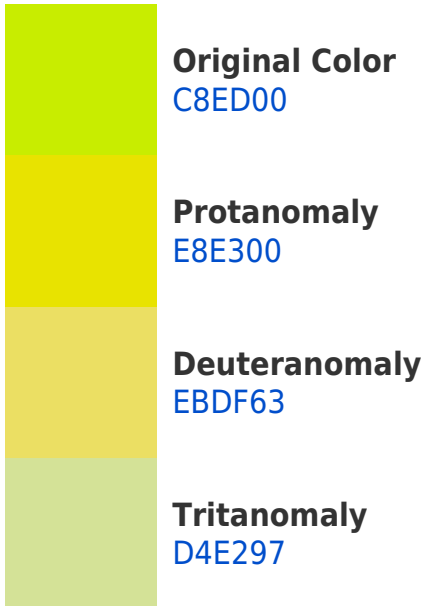 Original Color
C8ED00
Protanomaly
E8E300
Deuteranomaly
EBDF63
Tritanomaly
D4E297